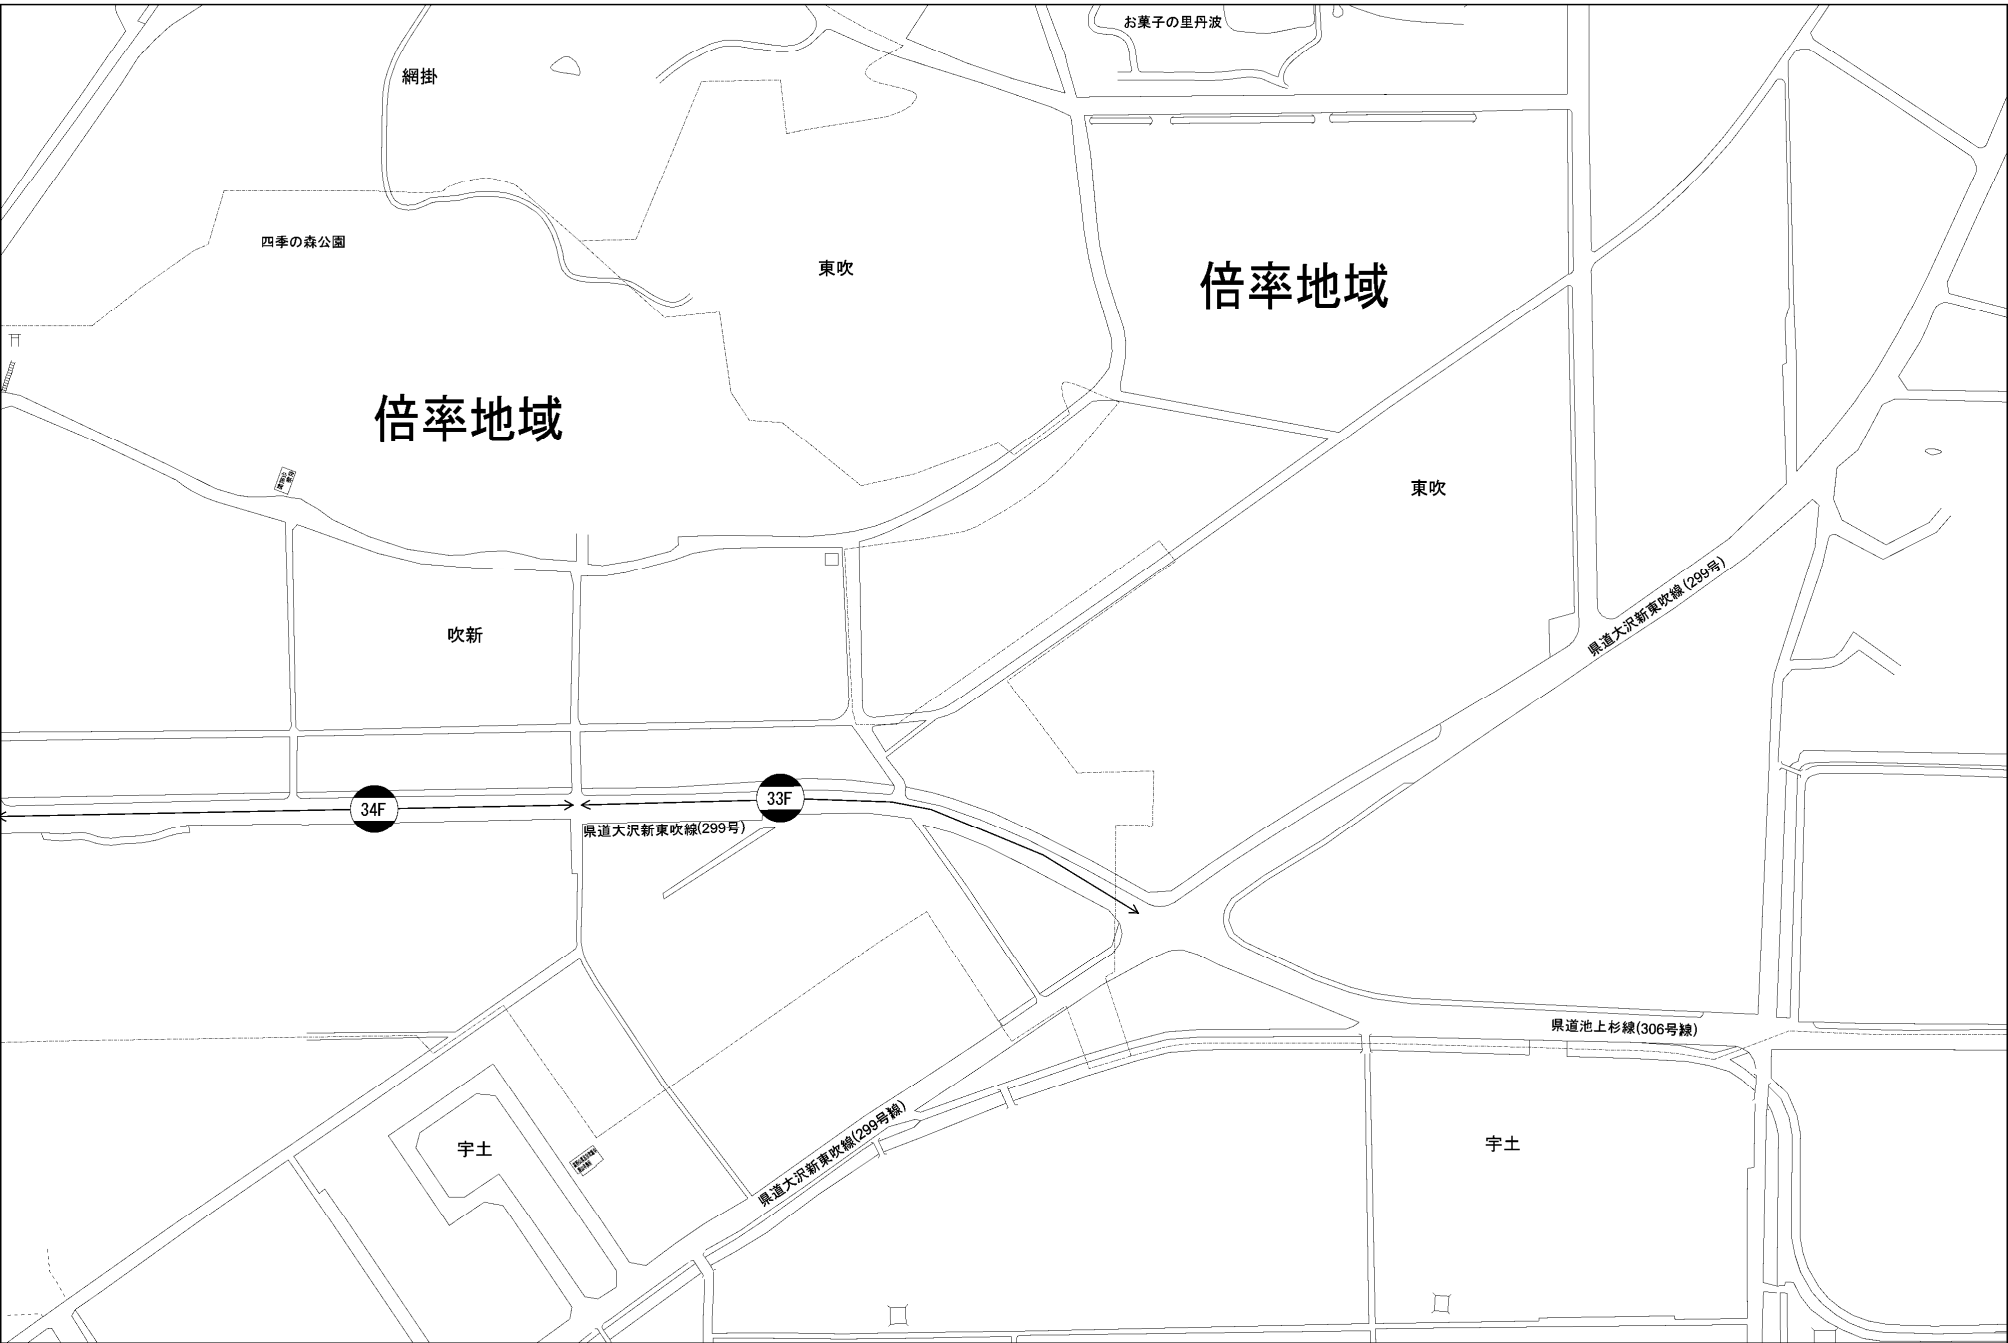 お菓子の里丹波
網掛
四季の森公園
東吹
倍率地域
倍率地域
東吹
県道大沢新東吹線(299号)
吹新
34F
33F
県道大沢新東吹線(299号)
県道池上杉線(306号線)
県道大沢新東吹線(299号線)
宇土
宇土